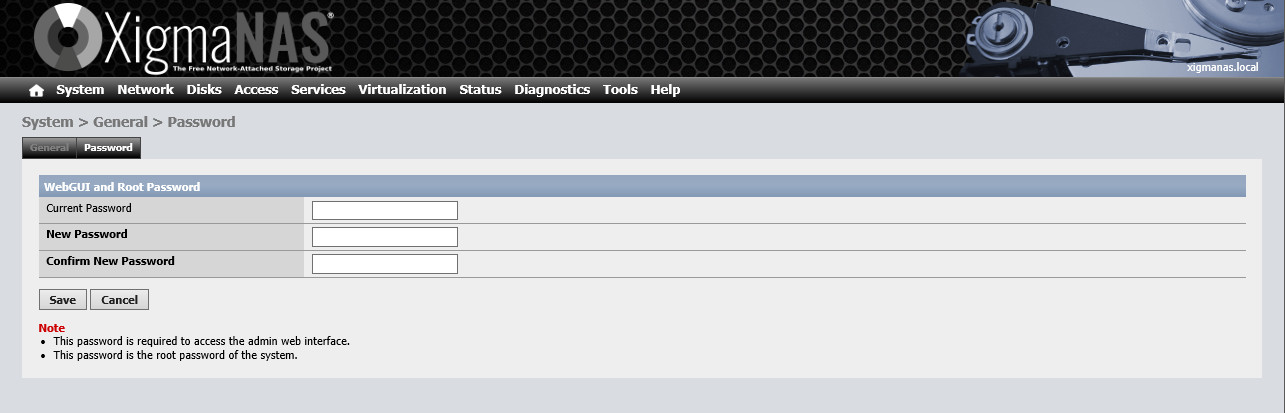 XigmaNAS®
The Free Network-Attached Storage Project
xigmanas.local
System Network Disks Access Services Virtualization Status Diagnostics Tools Help
System > General > Password
General Password
WebGUI and Root Password
Current Password
New Password
Confirm New Password
Save Cancel
Note
• This password is required to access the admin web interface.
• This password is the root password of the system.